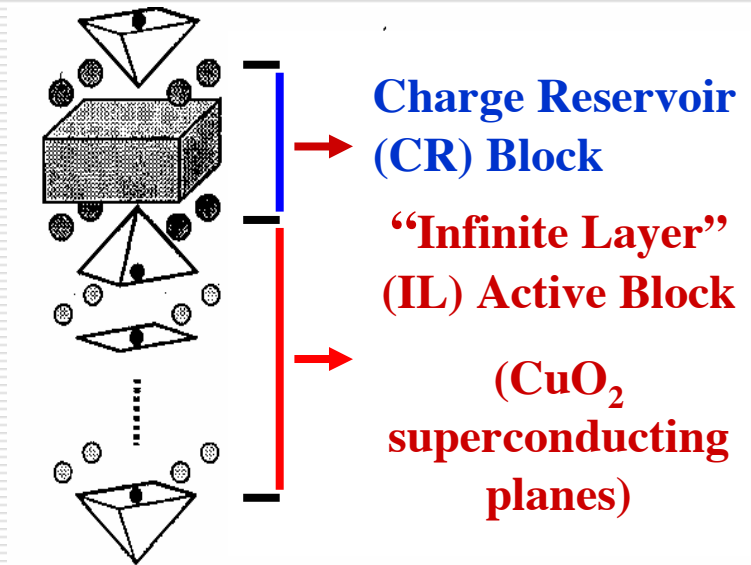 Charge Reservoir
(CR) Block
“Infinite Layer”
(IL) Active Block
(CuO₂
superconducting
planes)